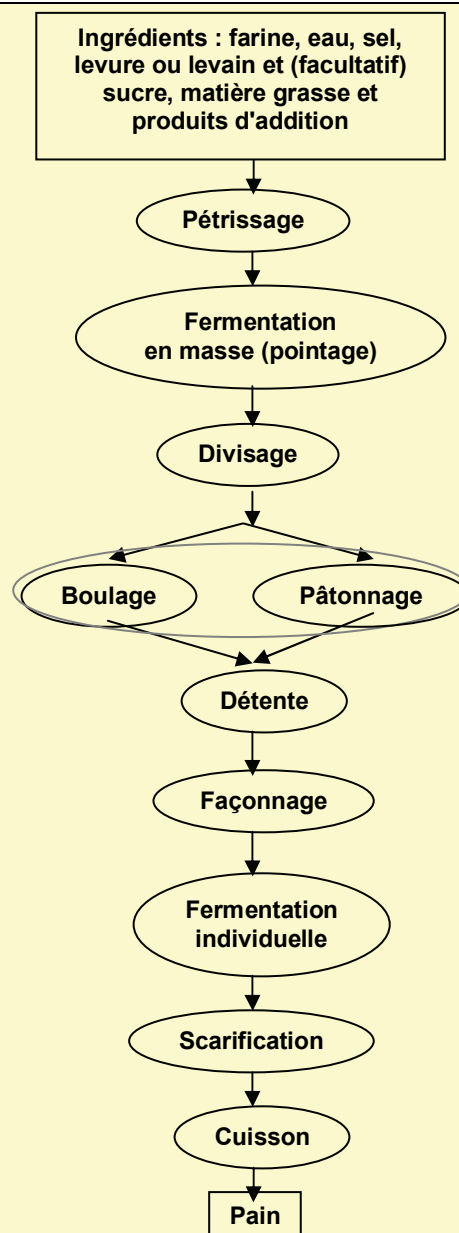 Ingrédients : farine, eau, sel,
levure ou levain et (facultatif)
sucre, matière grasse et
produits d'addition
Pétrissage
Fermentation
en masse (pointage)
Divisage
Boulage
Pâtonnage
Détente
Façonnage
Fermentation
individuelle
Scarification
Cuisson
Pain